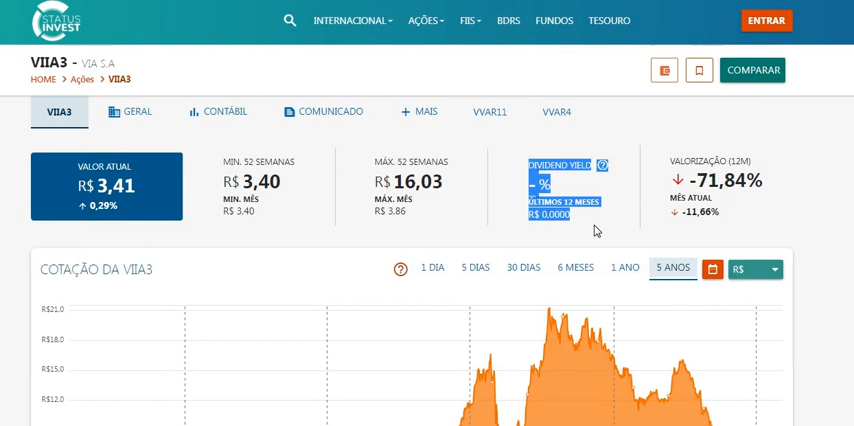 STATUS
INVEST
INTERNACIONAL
AÇÕES
FIIS
BDRS
FUNDOS
TESOURO
ENTRAR
VIIA3 - VIA S.A
HOME > Ações > VIIA3
COMPARAR
VIIA3
GERAL
CONTÁBIL
COMUNICADO
MAIS
VVAR11
VVAR4
VALOR ATUAL
R$ 3,41
0,29%
MIN. 52 SEMANAS
R$ 3,40
MIN. MÊS
R$ 3,40
MÁX. 52 SEMANAS
R$ 16,03
MÁX. MÊS
R$ 3,86
DIVIDEND YIELD ?
- %
ÚLTIMOS 12 MESES
R$ 0,0000
VALORIZAÇÃO (12M)
-71,84%
MÊS ATUAL
-11,66%
COTAÇÃO DA VIIA3
?
1 DIA
5 DIAS
30 DIAS
6 MESES
1 ANO
5 ANOS
R$
R$21,0
R$18,0
R$15,0
R$12,0